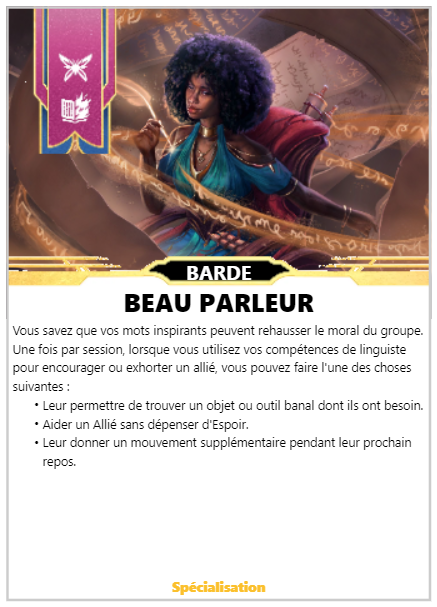 BARDE
BEAU PARLEUR
Vous savez que vos mots inspirants peuvent rehausser le moral du groupe.
Une fois par session, lorsque vous utilisez vos compétences de linguiste
pour encourager ou exhorter un allié, vous pouvez faire l'une des choses
suivantes :
• Leur permettre de trouver un objet ou outil banal dont ils ont besoin.
• Aider un Allié sans dépenser d'Espoir.
• Leur donner un mouvement supplémentaire pendant leur prochain
repos.
Spécialisation